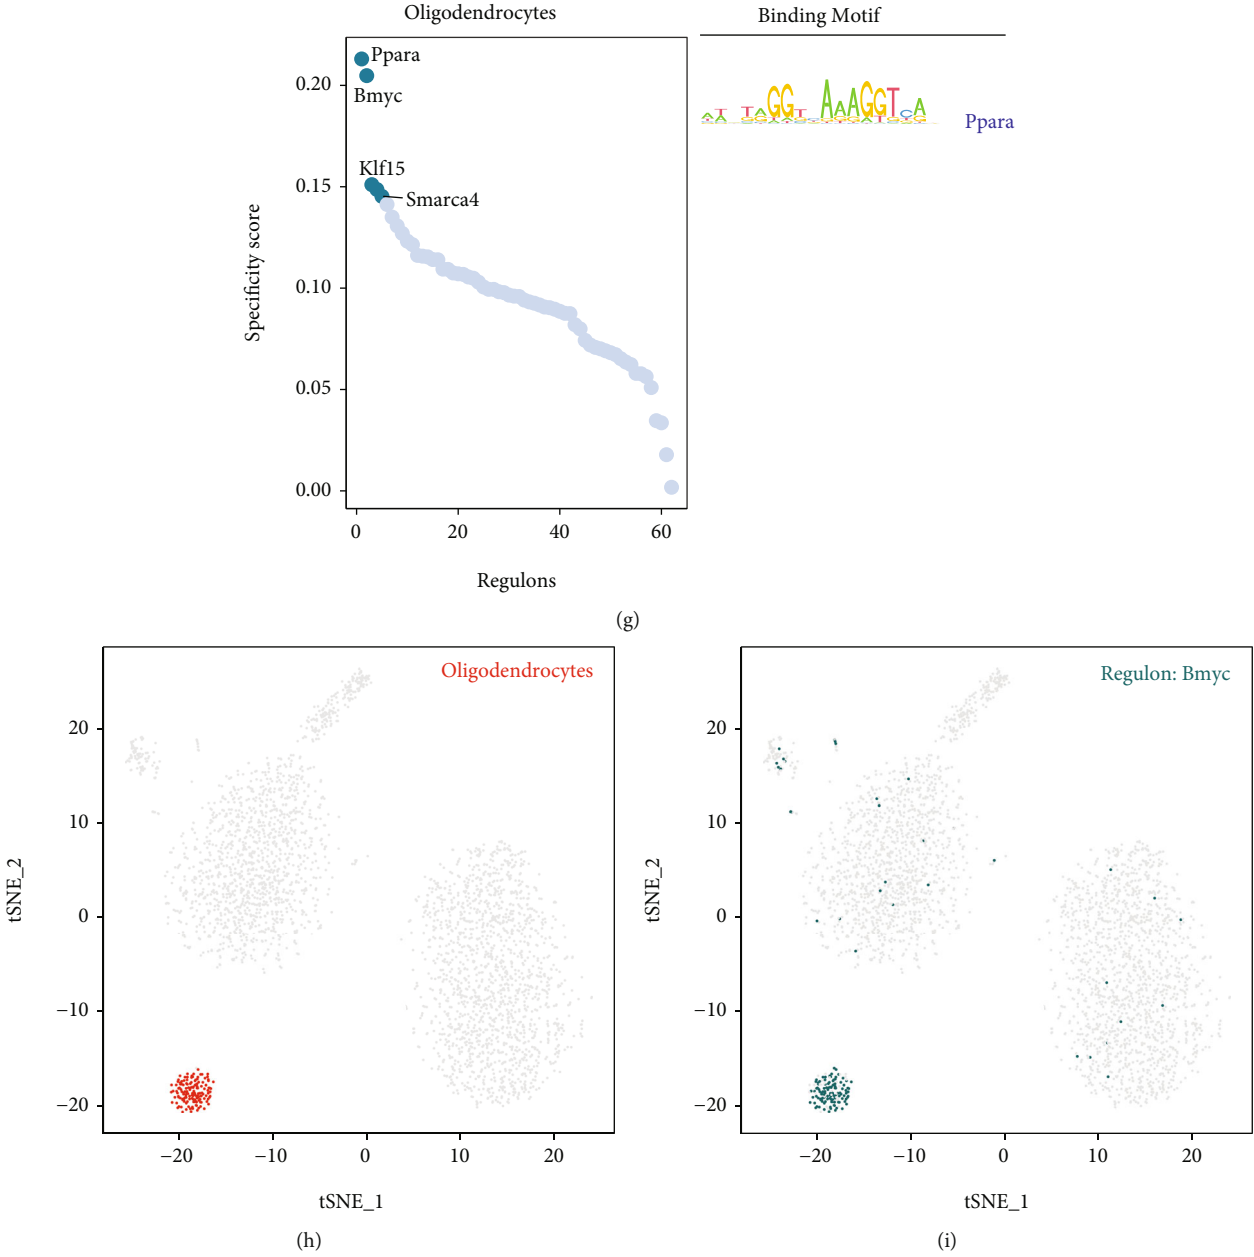 Oligodendrocytes
Binding Motif
Ppara
Bmyc
Klf15
Smarca4
Ppara
0.20
0.15
0.10
0.05
0.00
Specificity score
0 20 40 60
Regulons
(g)
Oligodendrocytes
20
10
0
−10
−20
tSNE_2
−20 −10 0 10 20
tSNE_1
(h)
Regulon: Bmyc
20
10
0
−10
−20
tSNE_2
−20 −10 0 10 20
tSNE_1
(i)